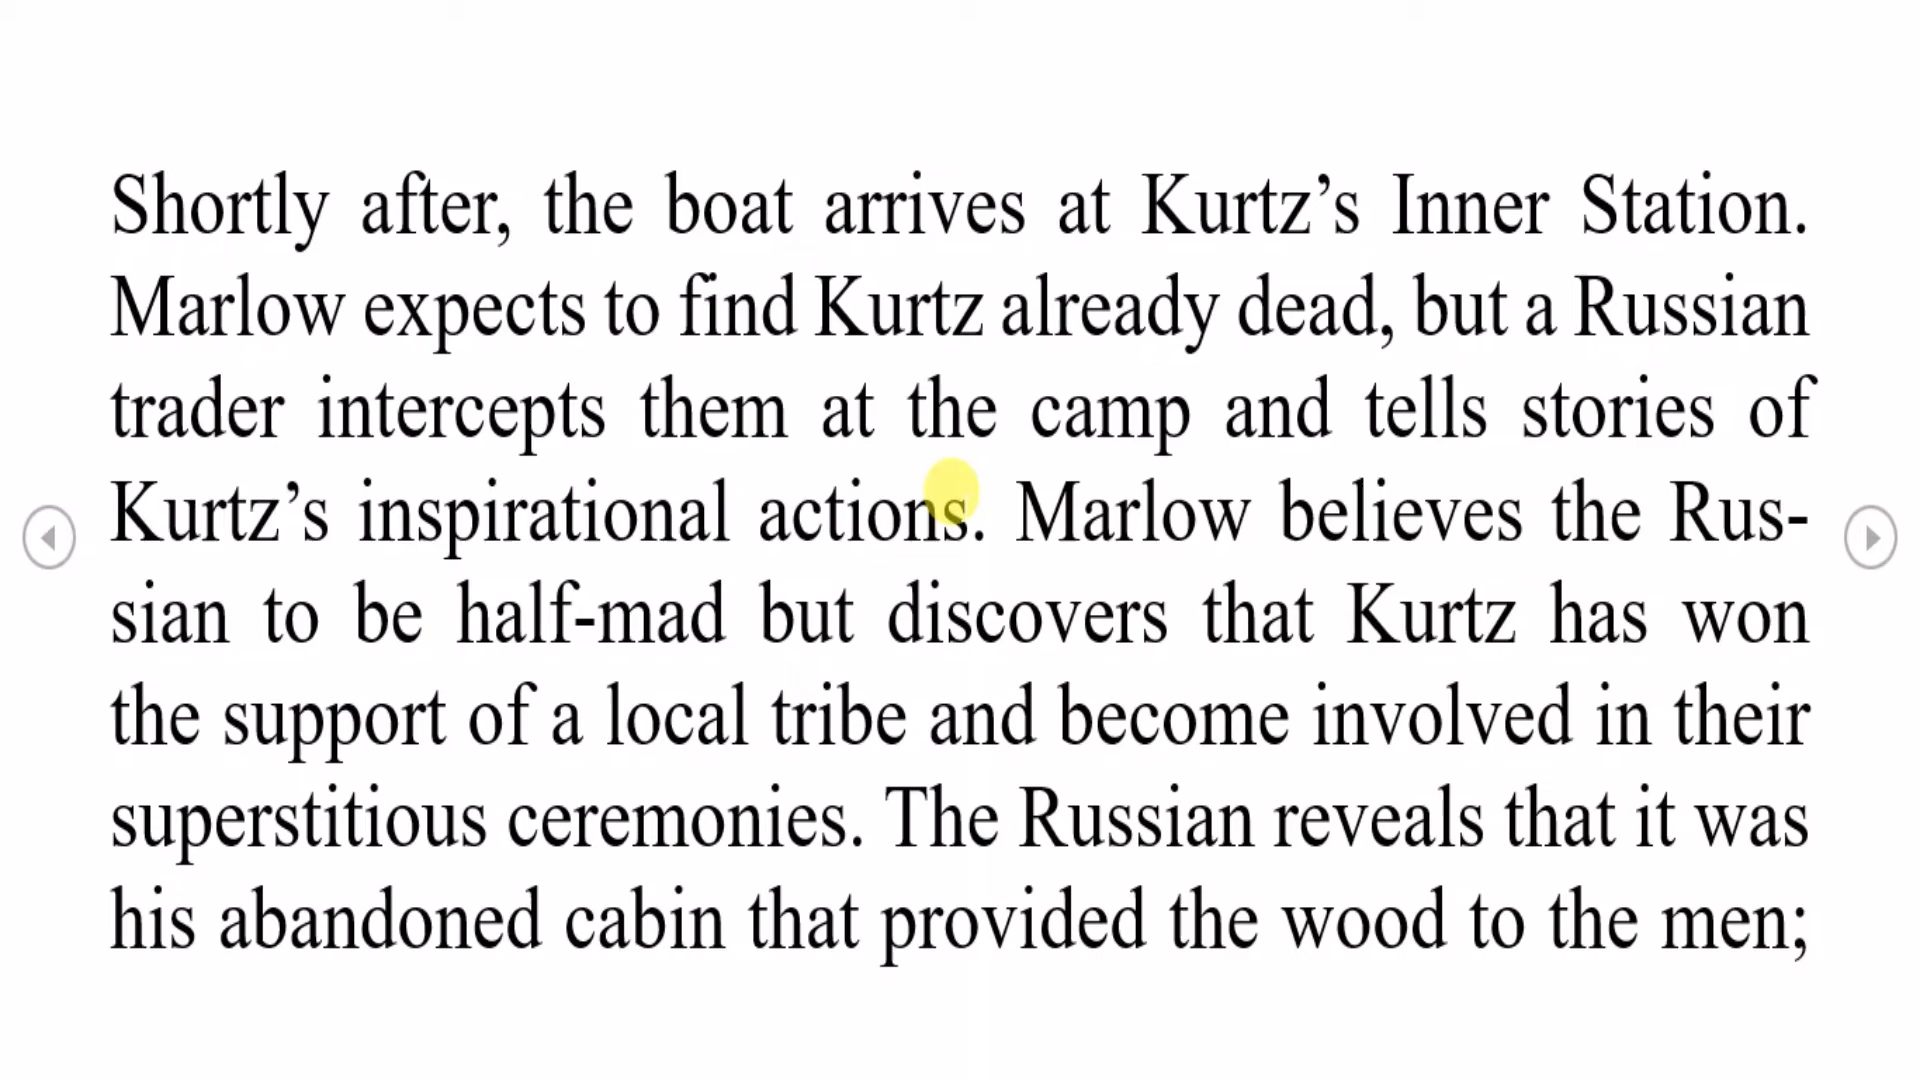 Shortly after, the boat arrives at Kurtz’s Inner Station.
Marlow expects to find Kurtz already dead, but a Russian
trader intercepts them at the camp and tells stories of
Kurtz’s inspirational actions. Marlow believes the Rus-
sian to be half-mad but discovers that Kurtz has won
the support of a local tribe and become involved in their
superstitious ceremonies. The Russian reveals that it was
his abandoned cabin that provided the wood to the men;